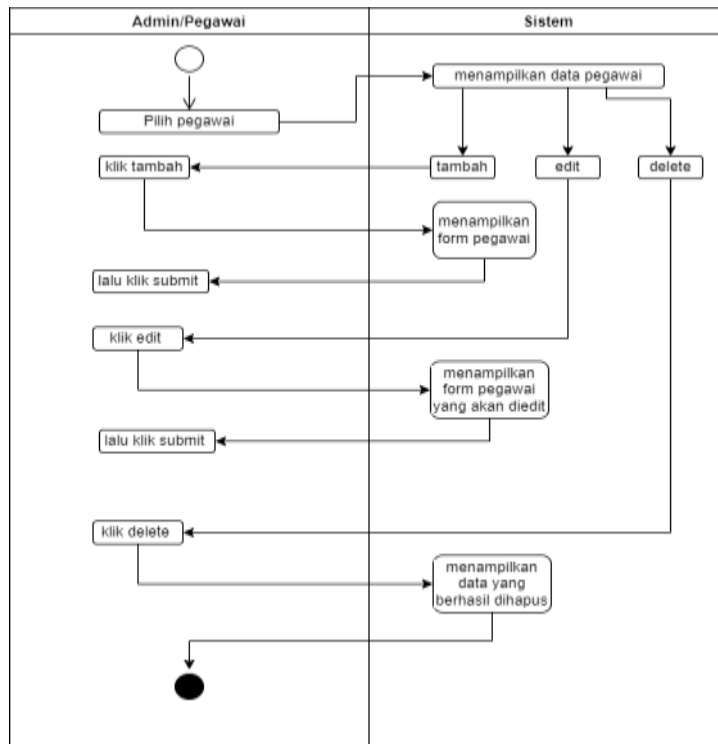 Admin/Pegawai
Sistem
menampilkan data pegawai
Pilih pegawai
klik tambah
tambah
edit
delete
menampilkan
form pegawai
lalu klik submit
klik edit
menampilkan
form pegawai
yang akan diedit
lalu klik submit
klik delete
menampilkan
data yang
berhasil dihapus